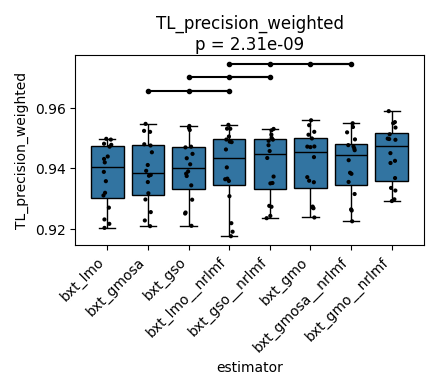 TL_precision_weighted
p = 2.31e-09
TL_precision_weighted
0.96
0.94
0.92
bxt_lmo
bxt_gmosa
bxt_gso
bxt_lmo__nrlmf
bxt_gso__nrlmf
bxt_gmo
bxt_gmosa__nrlmf
bxt_gmo__nrlmf
estimator